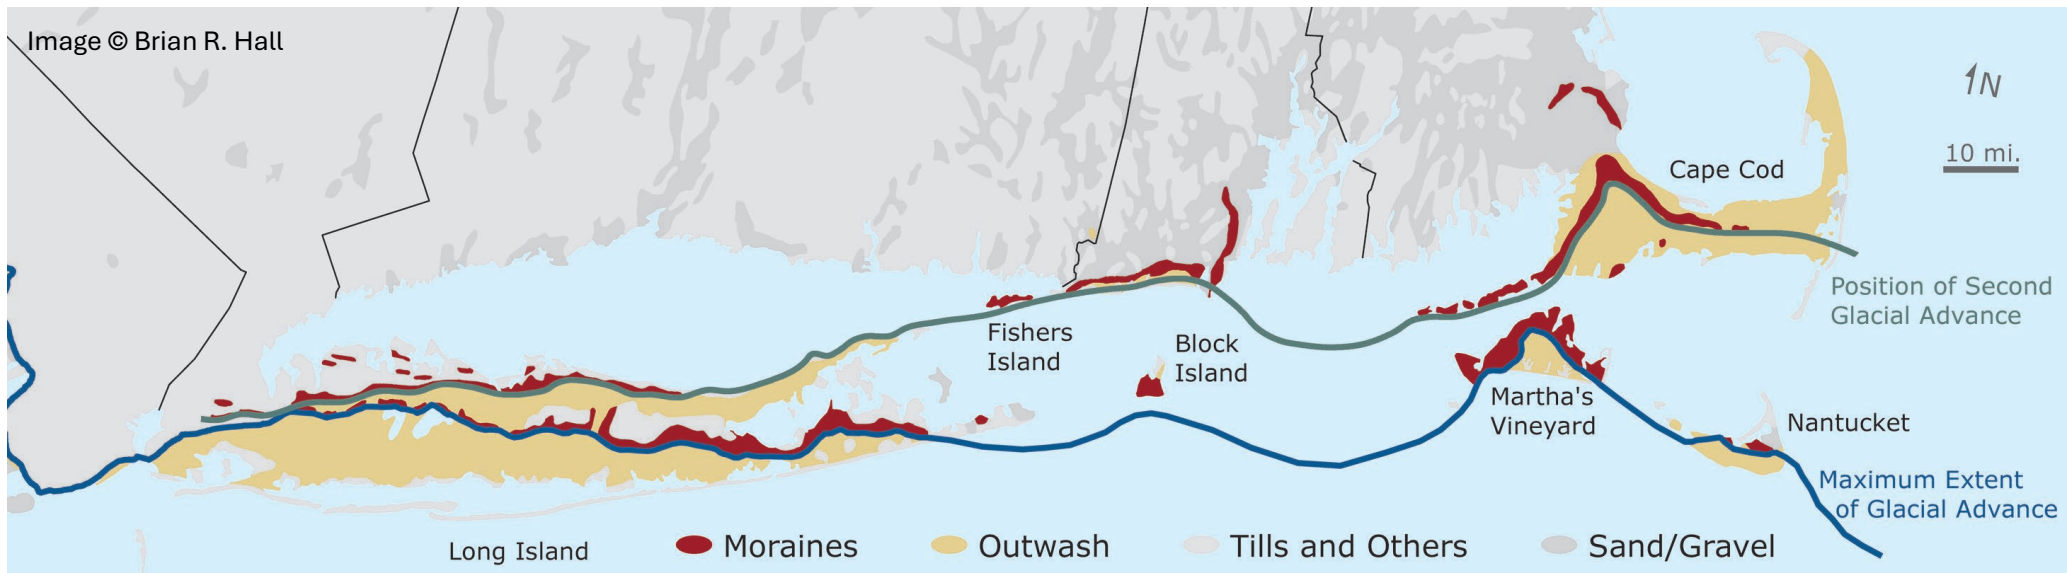 Image © Brian R. Hall
N
10 mi.
Cape Cod
Position of Second
Glacial Advance
Fishers
Island
Block
Island
Martha's
Vineyard
Nantucket
Maximum Extent
of Glacial Advance
Long Island
Moraines
Outwash
Tills and Others
Sand/Gravel